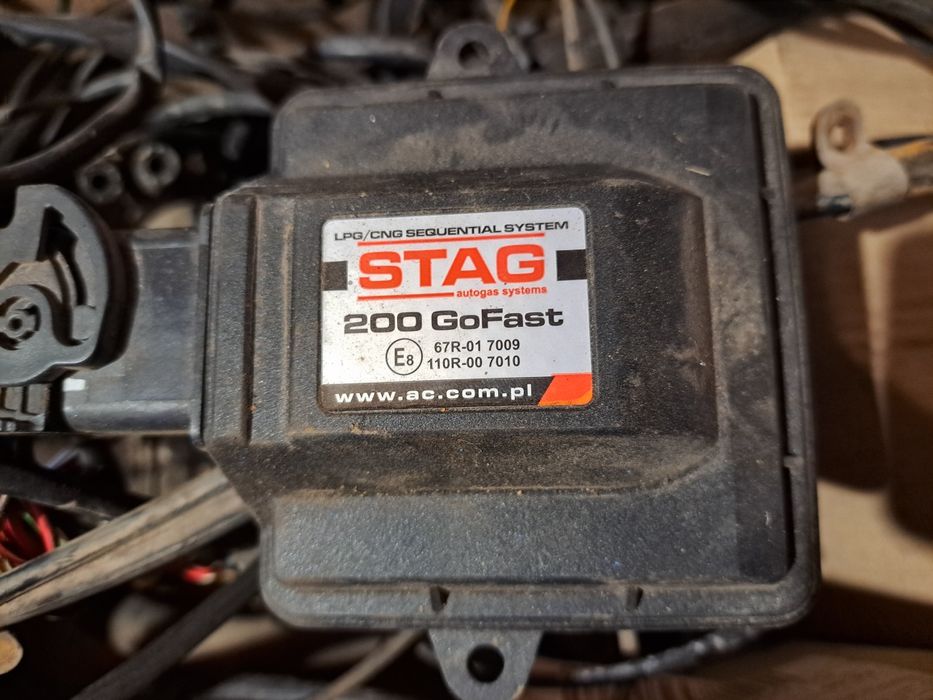 LPG/CNG SEQUENTIAL SYSTEM
STAG
autogas systems
200 GoFast
E8 67R-01 7009
110R-00 7010
www.ac.com.pl